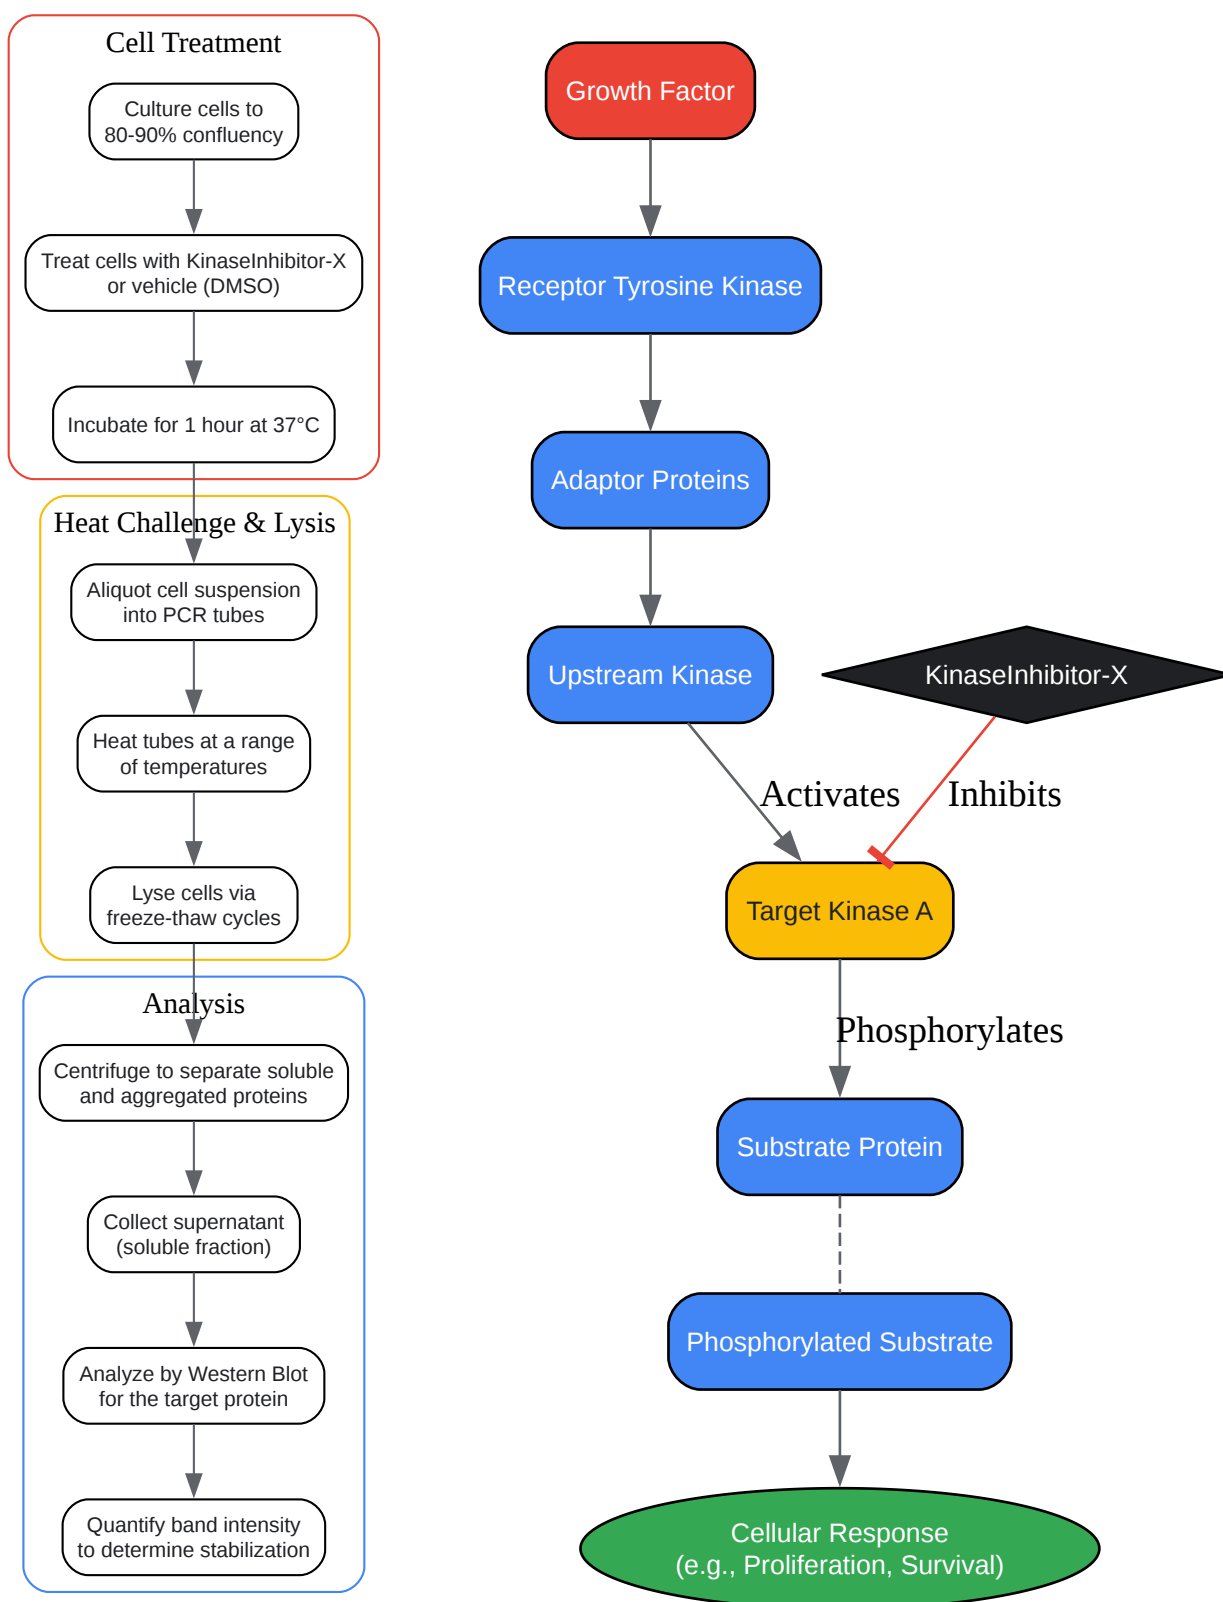 Cell Treatment
Culture cells to
80-90% confluency
Treat cells with KinaseInhibitor-X
or vehicle (DMSO)
Incubate for 1 hour at 37°C
Heat Challenge & Lysis
Aliquot cell suspension
into PCR tubes
Heat tubes at a range
of temperatures
Lyse cells via
freeze-thaw cycles
Analysis
Centrifuge to separate soluble
and aggregated proteins
Collect supernatant
(soluble fraction)
Analyze by Western Blot
for the target protein
Quantify band intensity
to determine stabilization
Growth Factor
Receptor Tyrosine Kinase
Adaptor Proteins
Upstream Kinase
KinaseInhibitor-X
Activates
Inhibits
Target Kinase A
Phosphorylates
Substrate Protein
Phosphorylated Substrate
Cellular Response
(e.g., Proliferation, Survival)